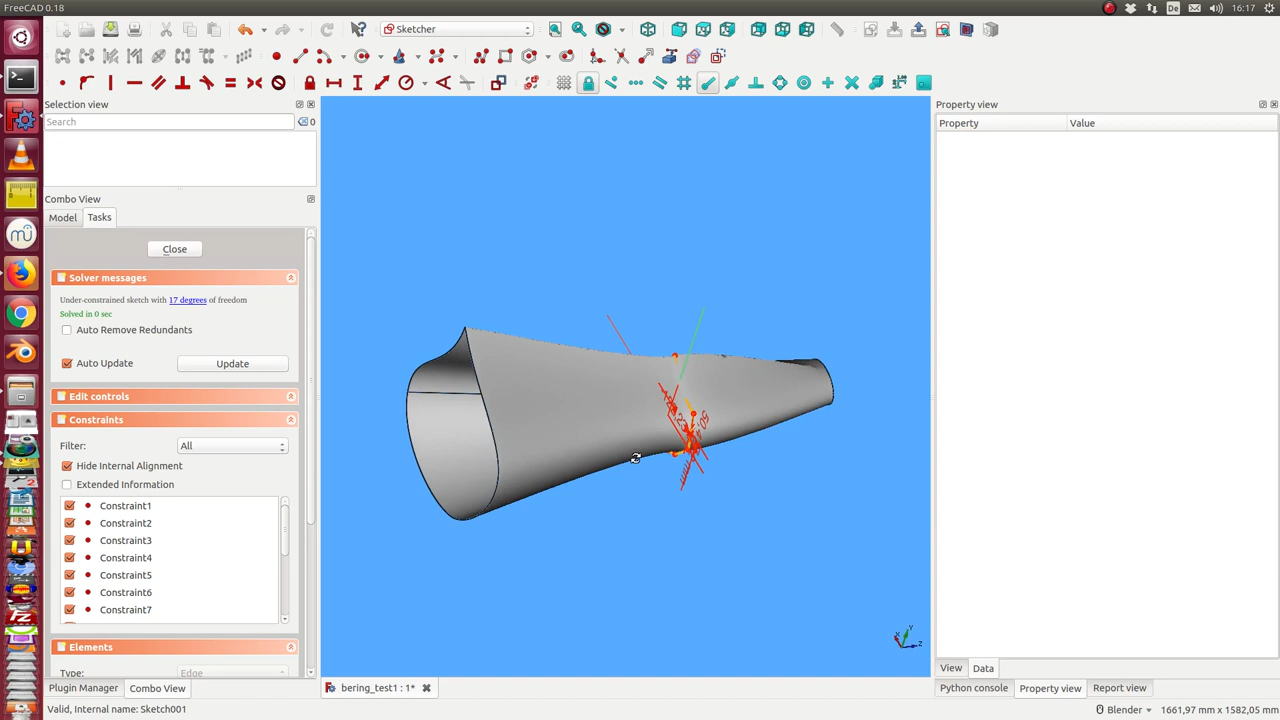 FreeCAD 0.18
De
16:17
Sketcher
Selection view
Search
0
Combo View
Model
Tasks
Close
Solver messages
Under-constrained sketch with 17 degrees of freedom
Solved in 0 sec
Auto Remove Redundants
Auto Update
Update
Edit controls
Constraints
Filter:
All
Hide Internal Alignment
Extended Information
Constraint1
Constraint2
Constraint3
Constraint4
Constraint5
Constraint6
Constraint7
Elements
Type:
Edge
Plugin Manager
Combo View
bering_test1 : 1*
Y
Z
Property view
Property
Value
View
Data
Python console
Property view
Report view
Valid, Internal name: Sketch001
Blender
1661,97 mm x 1582,05 mm